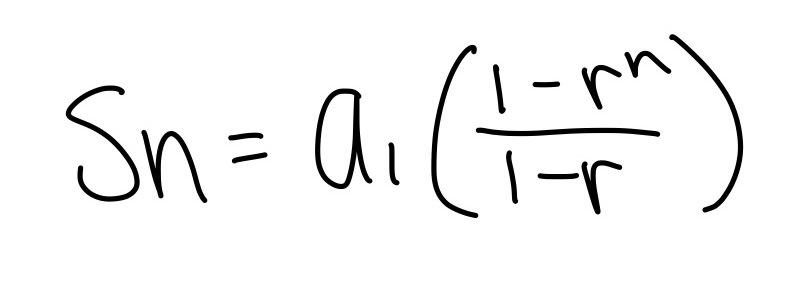 Sn = a₁ ( (1 - rⁿ) / (1 - r) )